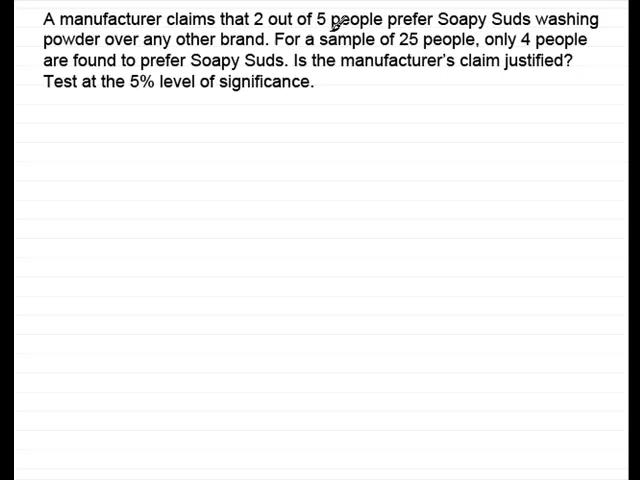 A manufacturer claims that 2 out of 5 people prefer Soapy Suds washing
powder over any other brand. For a sample of 25 people, only 4 people
are found to prefer Soapy Suds. Is the manufacturer's claim justified?
Test at the 5% level of significance.